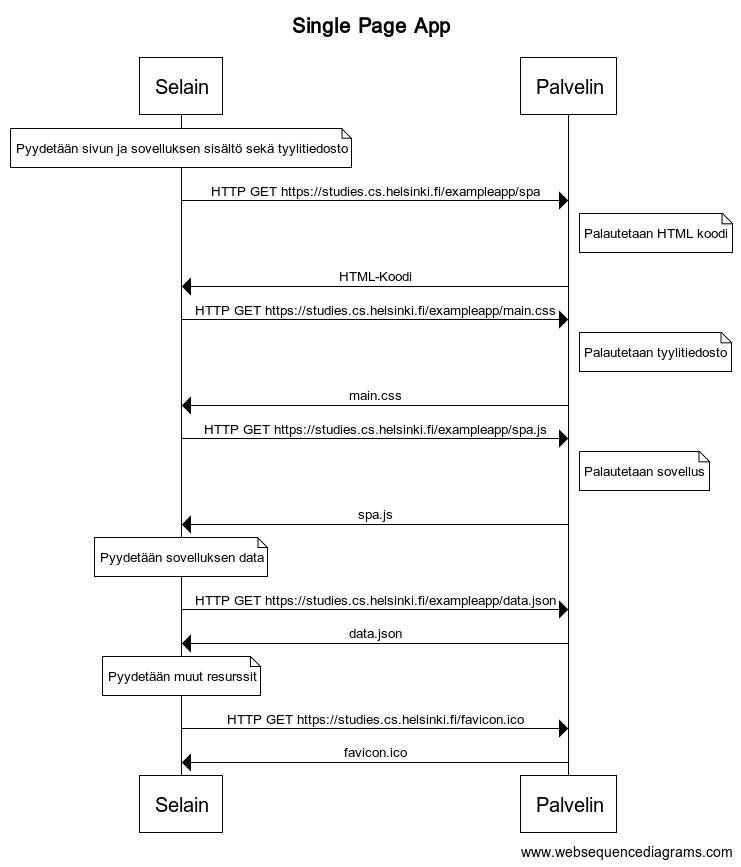 Single Page App
Selain
Palvelin
Pyydetään sivun ja sovelluksen sisältö sekä tyylitiedosto
HTTP GET https://studies.cs.helsinki.fi/exampleapp/spa
Palautetaan HTML koodi
HTML-Koodi
HTTP GET https://studies.cs.helsinki.fi/exampleapp/main.css
Palautetaan tyylitiedosto
main.css
HTTP GET https://studies.cs.helsinki.fi/exampleapp/spa.js
Palautetaan sovellus
spa.js
Pyydetään sovelluksen data
HTTP GET https://studies.cs.helsinki.fi/exampleapp/data.json
data.json
Pyydetään muut resurssit
HTTP GET https://studies.cs.helsinki.fi/favicon.ico
favicon.ico
Selain
Palvelin
www.websequencediagrams.com